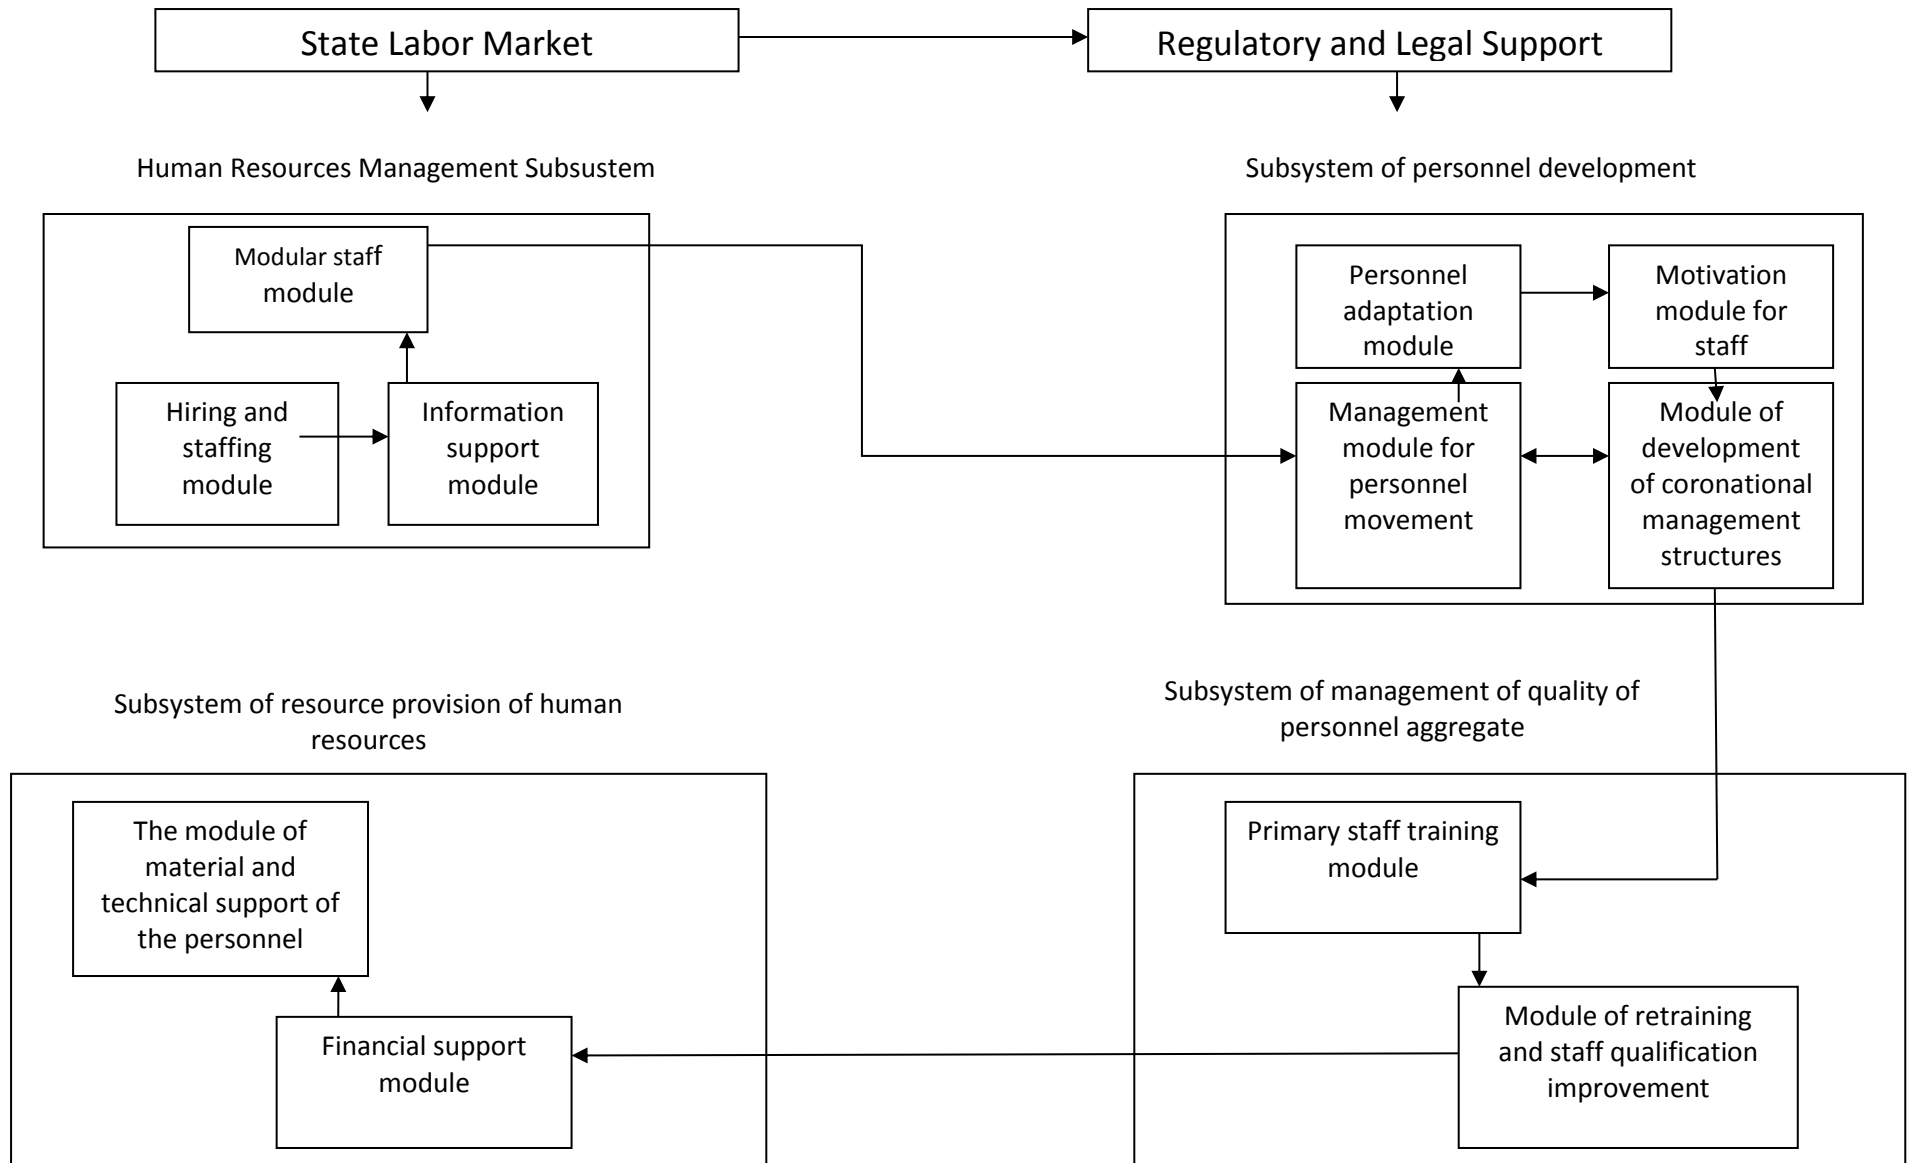 State Labor Market
Regulatory and Legal Support
Human Resources Management Subsustem
Subsystem of personnel development
Modular staff
module
Hiring and
staffing
module
Information
support
module
Personnel
adaptation
module
Motivation
module for
staff
Management
module for
personnel
movement
Module of
development
of coronational
management
structures
Subsystem of resource provision of human
resources
Subsystem of management of quality of
personnel aggregate
The module of
material and
technical support of
the personnel
Financial support
module
Primary staff training
module
Module of retraining
and staff qualification
improvement